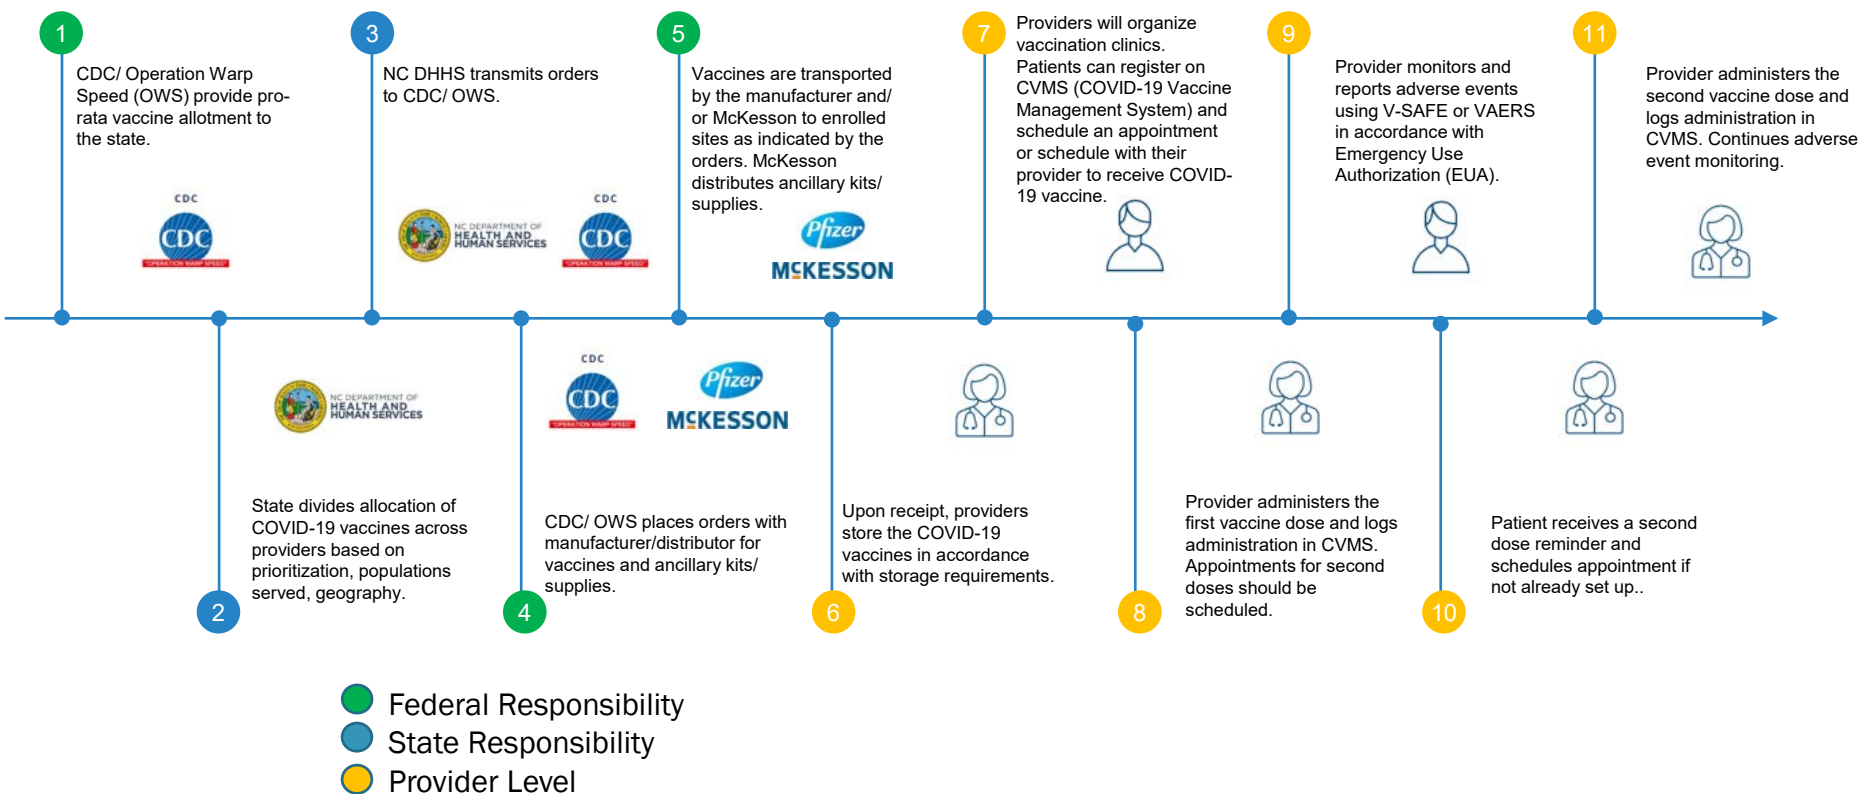 1
CDC/ Operation Warp
Speed (OWS) provide pro-
rata vaccine allotment to
the state.
CDC
CDC
"OPERATION WARP SPEED"
3
NC DHHS transmits orders
to CDC/ OWS.
NC DEPARTMENT OF
HEALTH AND
HUMAN SERVICES
CDC
CDC
"OPERATION WARP SPEED"
5
Vaccines are transported
by the manufacturer and/
or McKesson to enrolled
sites as indicated by the
orders. McKesson
distributes ancillary kits/
supplies.
Pfizer
MCKESSON
7
Providers will organize
vaccination clinics.
Patients can register on
CVMS (COVID-19 Vaccine
Management System) and
schedule an appointment
or schedule with their
provider to receive COVID-
19 vaccine.
9
Provider monitors and
reports adverse events
using V-SAFE or VAERS
in accordance with
Emergency Use
Authorization (EUA).
11
Provider administers the
second vaccine dose and
logs administration in
CVMS. Continues adverse
event monitoring.
NC DEPARTMENT OF
HEALTH AND
HUMAN SERVICES
State divides allocation of
COVID-19 vaccines across
providers based on
prioritization, populations
served, geography.
2
CDC
CDC
"OPERATION WARP SPEED"
Pfizer
MCKESSON
CDC/ OWS places orders with
manufacturer/distributor for
vaccines and ancillary kits/
supplies.
4
Upon receipt, providers
store the COVID-19
vaccines in accordance
with storage requirements.
6
Provider administers the
first vaccine dose and logs
administration in CVMS.
Appointments for second
doses should be
scheduled.
8
Patient receives a second
dose reminder and
schedules appointment if
not already set up..
10
Federal Responsibility
State Responsibility
Provider Level